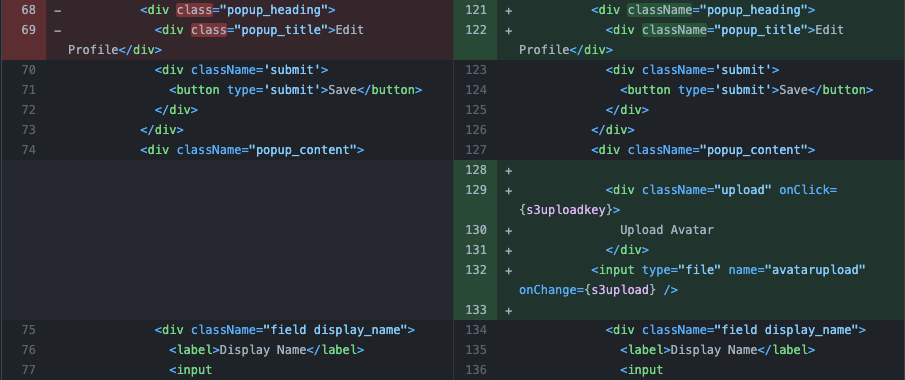 68 - <div class="popup_heading">
69 - <div class="popup_title">Edit
Profile</div>
70 <div className='submit'>
71 <button type='submit'>Save</button>
72 </div>
73 </div>
74 <div className="popup_content">
75 <div className="field display_name">
76 <label>Display Name</label>
77 <input
121 + <div className="popup_heading">
122 + <div className="popup_title">Edit
Profile</div>
123 <div className='submit'>
124 <button type='submit'>Save</button>
125 </div>
126 </div>
127 <div className="popup_content">
128 +
129 + <div className="upload" onClick=
{s3uploadkey}>
130 + Upload Avatar
131 + </div>
132 + <input type="file" name="avatarupload"
onChange={s3upload} />
133 +
134 <div className="field display_name">
135 <label>Display Name</label>
136 <input